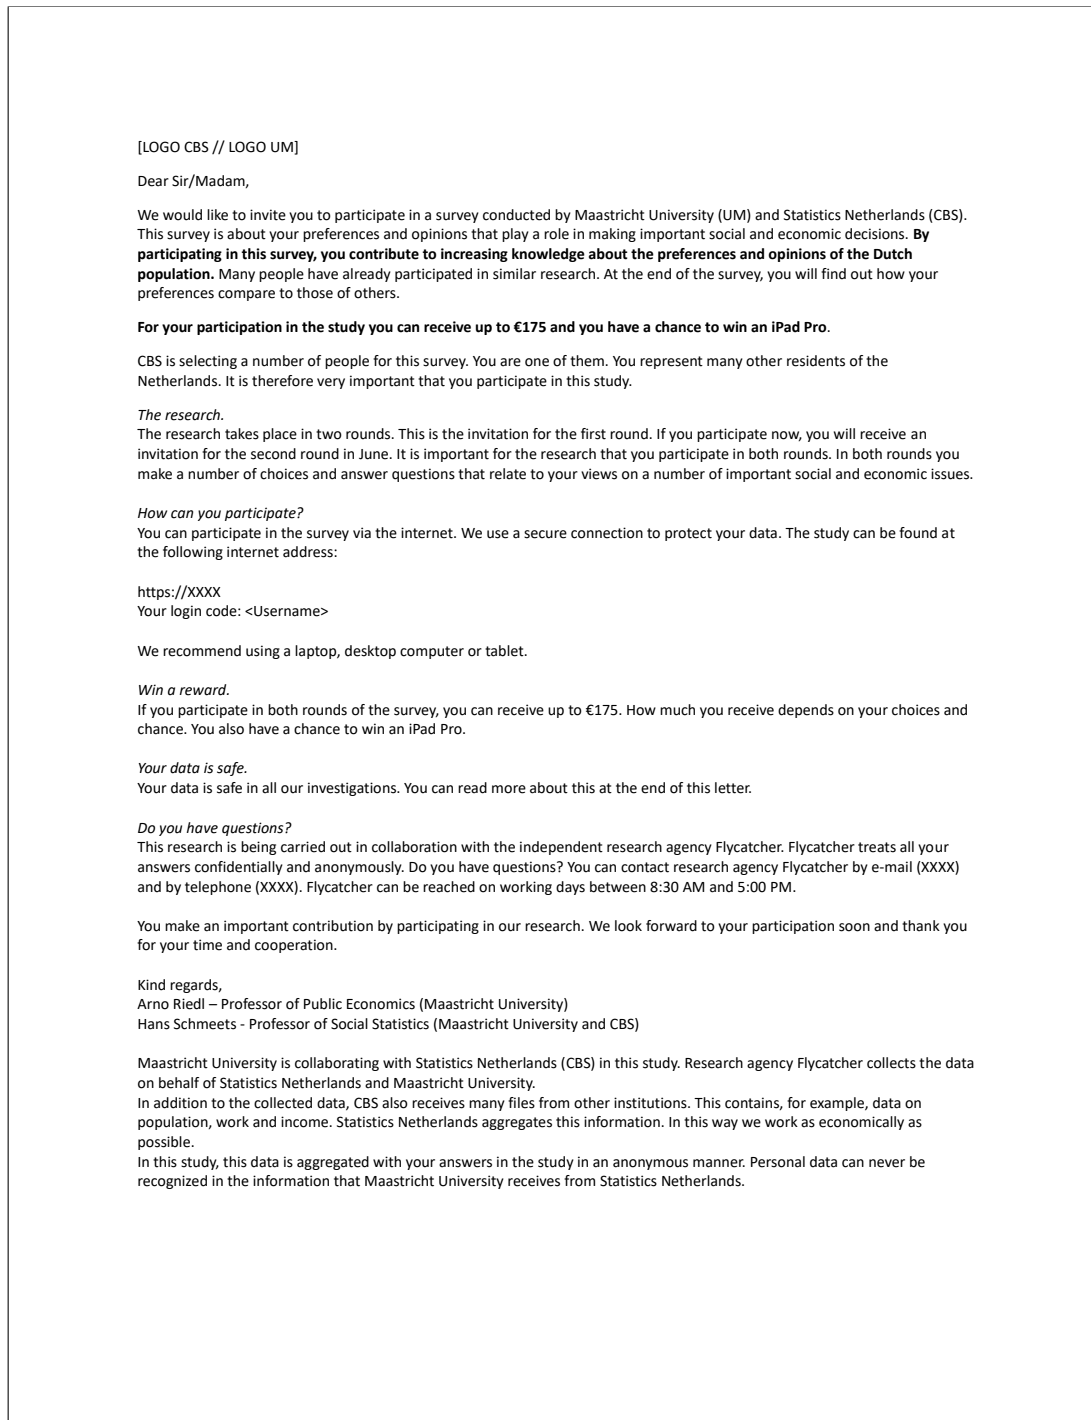 [LOGO CBS // LOGO UM]
Dear Sir/Madam,
We would like to invite you to participate in a survey conducted by Maastricht University (UM) and Statistics Netherlands (CBS).
This survey is about your preferences and opinions that play a role in making important social and economic decisions. By
participating in this survey, you contribute to increasing knowledge about the preferences and opinions of the Dutch
population. Many people have already participated in similar research. At the end of the survey, you will find out how your
preferences compare to those of others.
For your participation in the study you can receive up to €175 and you have a chance to win an iPad Pro.
CBS is selecting a number of people for this survey. You are one of them. You represent many other residents of the
Netherlands. It is therefore very important that you participate in this study.
The research.
The research takes place in two rounds. This is the invitation for the first round. If you participate now, you will receive an
invitation for the second round in June. It is important for the research that you participate in both rounds. In both rounds you
make a number of choices and answer questions that relate to your views on a number of important social and economic issues.
How can you participate?
You can participate in the survey via the internet. We use a secure connection to protect your data. The study can be found at
the following internet address:
https://XXXX
Your login code: <Username>
We recommend using a laptop, desktop computer or tablet.
Win a reward.
If you participate in both rounds of the survey, you can receive up to €175. How much you receive depends on your choices and
chance. You also have a chance to win an iPad Pro.
Your data is safe.
Your data is safe in all our investigations. You can read more about this at the end of this letter.
Do you have questions?
This research is being carried out in collaboration with the independent research agency Flycatcher. Flycatcher treats all your
answers confidentially and anonymously. Do you have questions? You can contact research agency Flycatcher by e-mail (XXXX)
and by telephone (XXXX). Flycatcher can be reached on working days between 8:30 AM and 5:00 PM.
You make an important contribution by participating in our research. We look forward to your participation soon and thank you
for your time and cooperation.
Kind regards,
Arno Riedl – Professor of Public Economics (Maastricht University)
Hans Schmeets - Professor of Social Statistics (Maastricht University and CBS)
Maastricht University is collaborating with Statistics Netherlands (CBS) in this study. Research agency Flycatcher collects the data
on behalf of Statistics Netherlands and Maastricht University.
In addition to the collected data, CBS also receives many files from other institutions. This contains, for example, data on
population, work and income. Statistics Netherlands aggregates this information. In this way we work as economically as
possible.
In this study, this data is aggregated with your answers in the study in an anonymous manner. Personal data can never be
recognized in the information that Maastricht University receives from Statistics Netherlands.